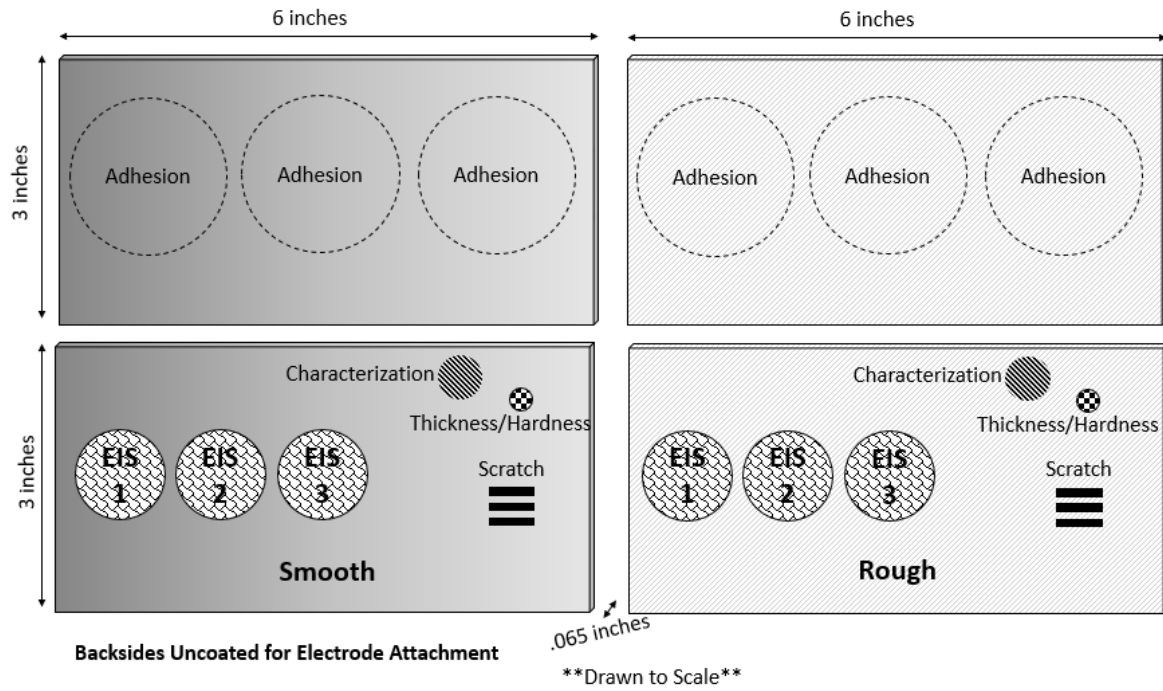 6 inches
6 inches
3 inches
Adhesion
Adhesion
Adhesion
Adhesion
Adhesion
Adhesion
3 inches
Characterization
Thickness/Hardness
EIS
1
EIS
2
EIS
3
Scratch
Smooth
Characterization
Thickness/Hardness
EIS
1
EIS
2
EIS
3
Scratch
Rough
.065 inches
Backsides Uncoated for Electrode Attachment
**Drawn to Scale**